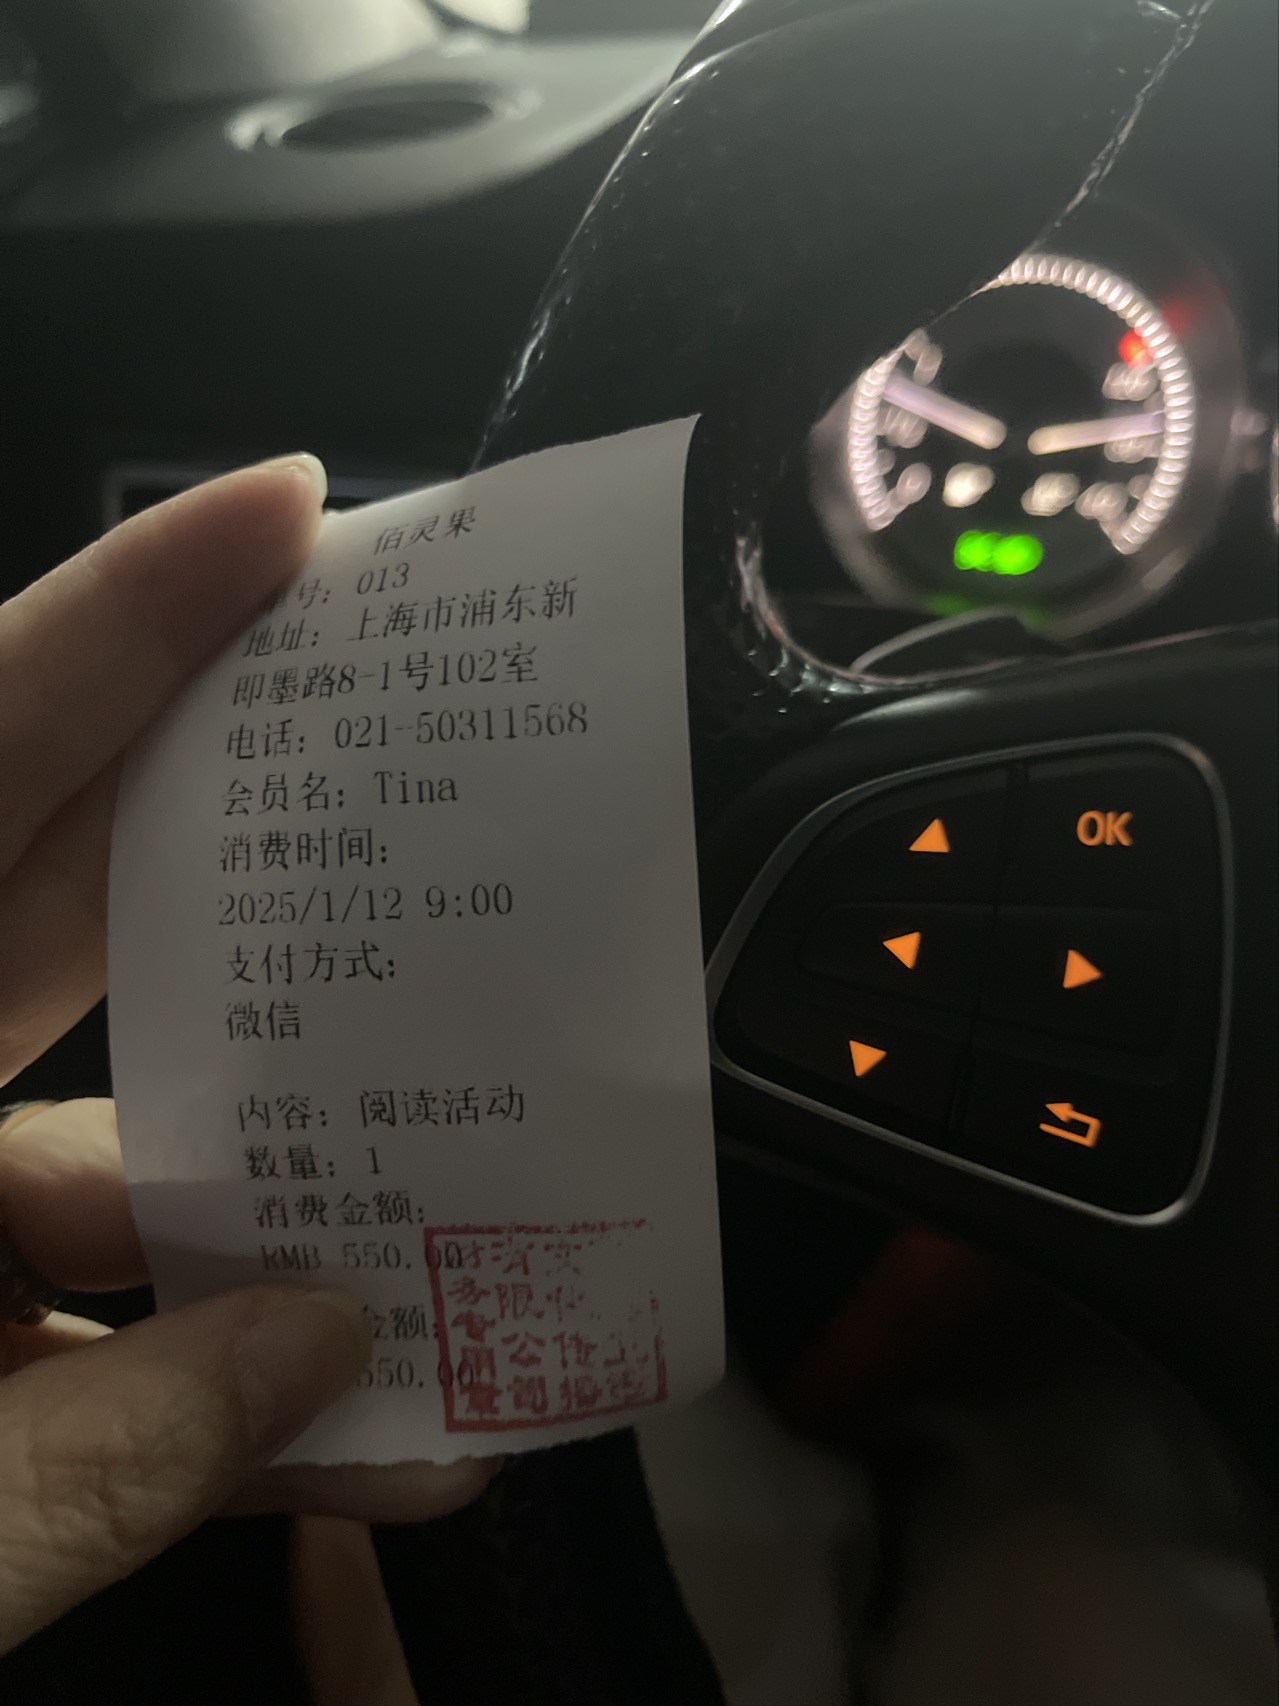 佰灵果
号: 013
地址: 上海市浦东新
即墨路8-1号102室
电话: 021-50311568
会员名: Tina
消费时间:
2025/1/12 9:00
支付方式:
微信
内容: 阅读活动
数量: 1
消费金额:
RMB 550.00
金额:
550.00
限
公
OK